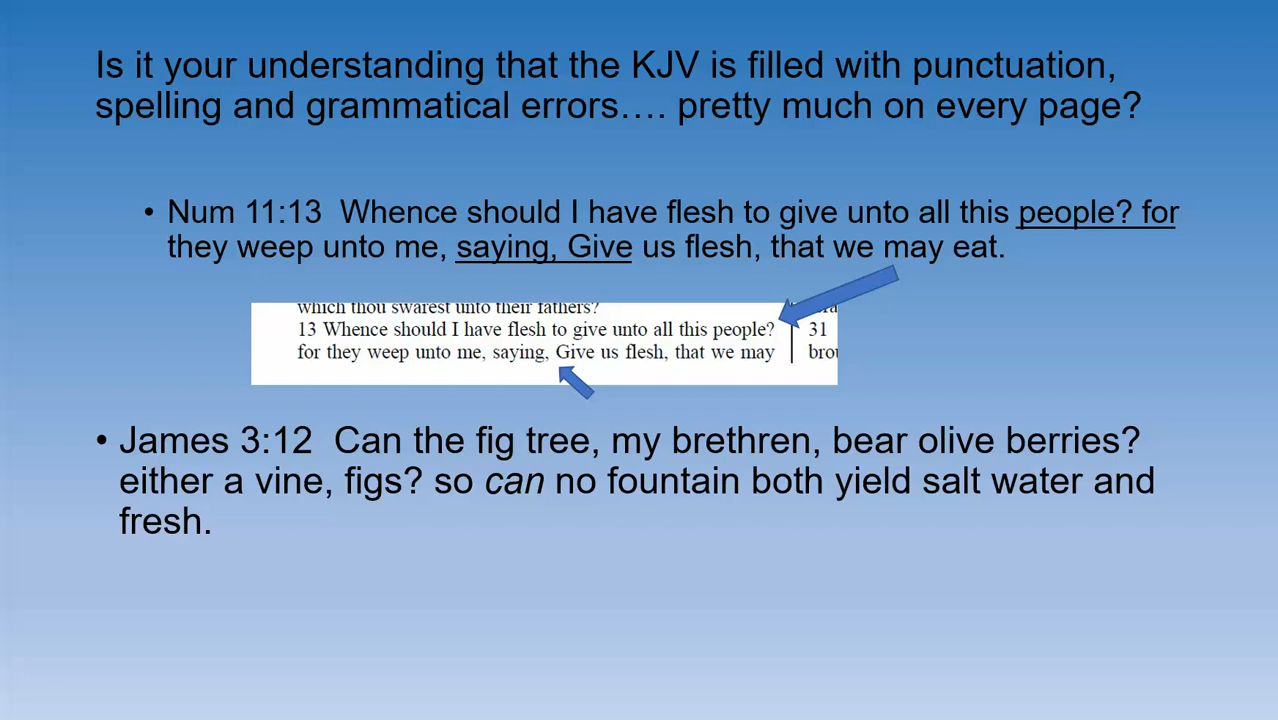 Is it your understanding that the KJV is filled with punctuation,
spelling and grammatical errors…. pretty much on every page?
• Num 11:13  Whence should I have flesh to give unto all this people? for
they weep unto me, saying, Give us flesh, that we may eat.
which thou swarest unto their fathers?
13 Whence should I have flesh to give unto all this people?
for they weep unto me, saying, Give us flesh, that we may
31
brou
• James 3:12  Can the fig tree, my brethren, bear olive berries?
either a vine, figs? so can no fountain both yield salt water and
fresh.